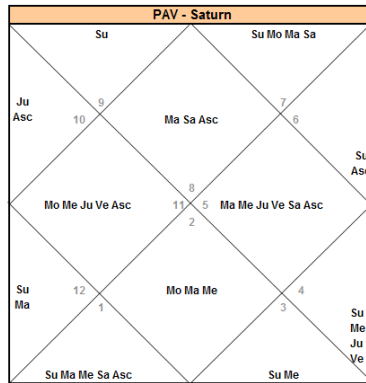 PAV - Saturn
Su
Su Mo Ma Sa
Ju
Asc
9
10
Ma Sa Asc
7
6
Su
Asc
8
Mo Me Ju Ve Asc
11
5
Ma Me Ju Ve Sa Asc
2
Su
Ma
12
1
Mo Ma Me
4
3
Su
Me
Ju
Ve
Su Ma Me Sa Asc
Su Me